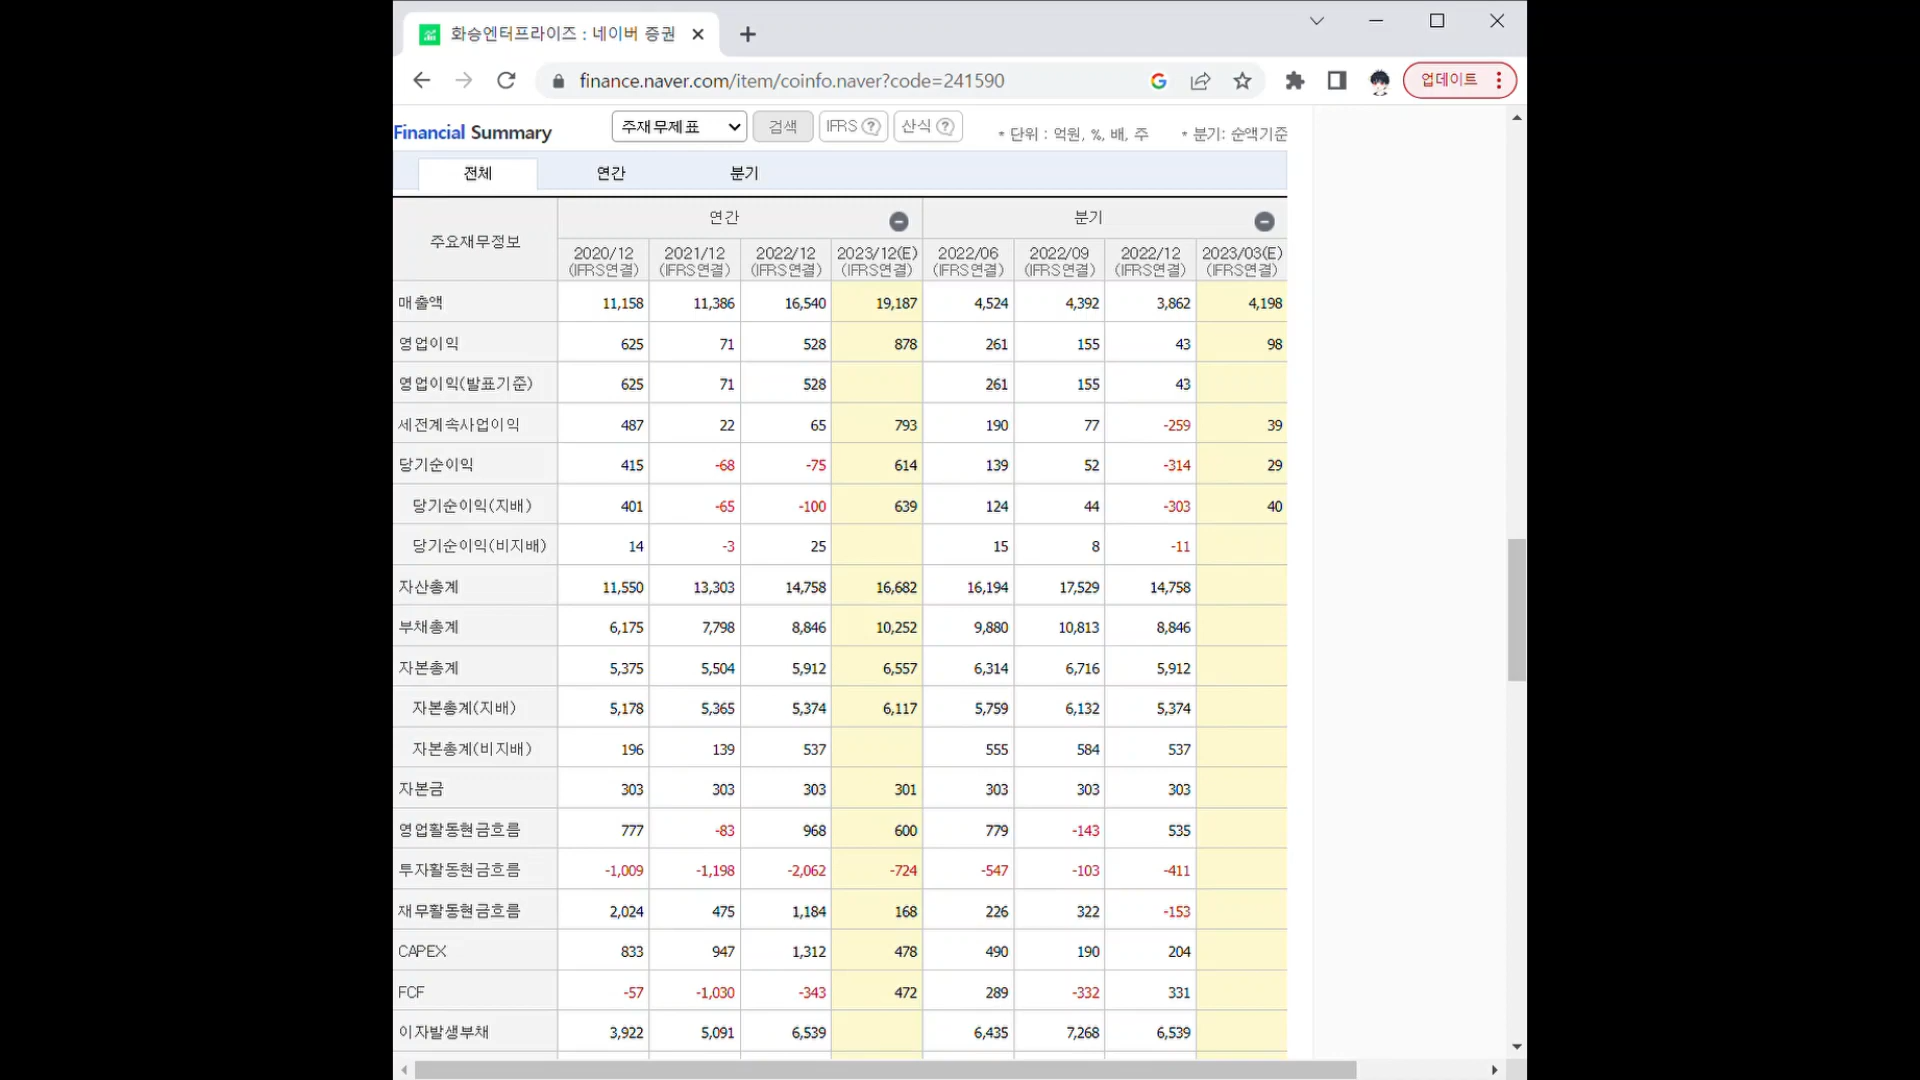 화승엔터프라이즈 : 네이버 증권
finance.naver.com/item/coinfo.naver?code=241590
업데이트
Financial Summary
주재무제표
검색
IFRS ?
산식 ?
* 단위 : 억원, %, 배, 주
* 분기: 순액기준
전체 연간 분기
주요재무정보 연간 분기
2020/12 2021/12 2022/12 2023/12(E) 2022/06 2022/09 2022/12 2023/03(E)
(IFRS연결) (IFRS연결) (IFRS연결) (IFRS연결) (IFRS연결) (IFRS연결) (IFRS연결) (IFRS연결)
매출액 11,158 11,386 16,540 19,187 4,524 4,392 3,862 4,198
영업이익 625 71 528 878 261 155 43 98
영업이익(발표기준) 625 71 528 261 155 43
세전계속사업이익 487 22 65 793 190 77 -259 39
당기순이익 415 -68 -75 614 139 52 -314 29
당기순이익(지배) 401 -65 -100 639 124 44 -303 40
당기순이익(비지배) 14 -3 25 15 8 -11
자산총계 11,550 13,303 14,758 16,682 16,194 17,529 14,758
부채총계 6,175 7,798 8,846 10,252 9,880 10,813 8,846
자본총계 5,375 5,504 5,912 6,557 6,314 6,716 5,912
자본총계(지배) 5,178 5,365 5,374 6,117 5,759 6,132 5,374
자본총계(비지배) 196 139 537 555 584 537
자본금 303 303 303 301 303 303 303
영업활동현금흐름 777 -83 968 600 779 -143 535
투자활동현금흐름 -1,009 -1,198 -2,062 -724 -547 -103 -411
재무활동현금흐름 2,024 475 1,184 168 226 322 -153
CAPEX 833 947 1,312 478 490 190 204
FCF -57 -1,030 -343 472 289 -332 331
이자발생부채 3,922 5,091 6,539 6,435 7,268 6,539